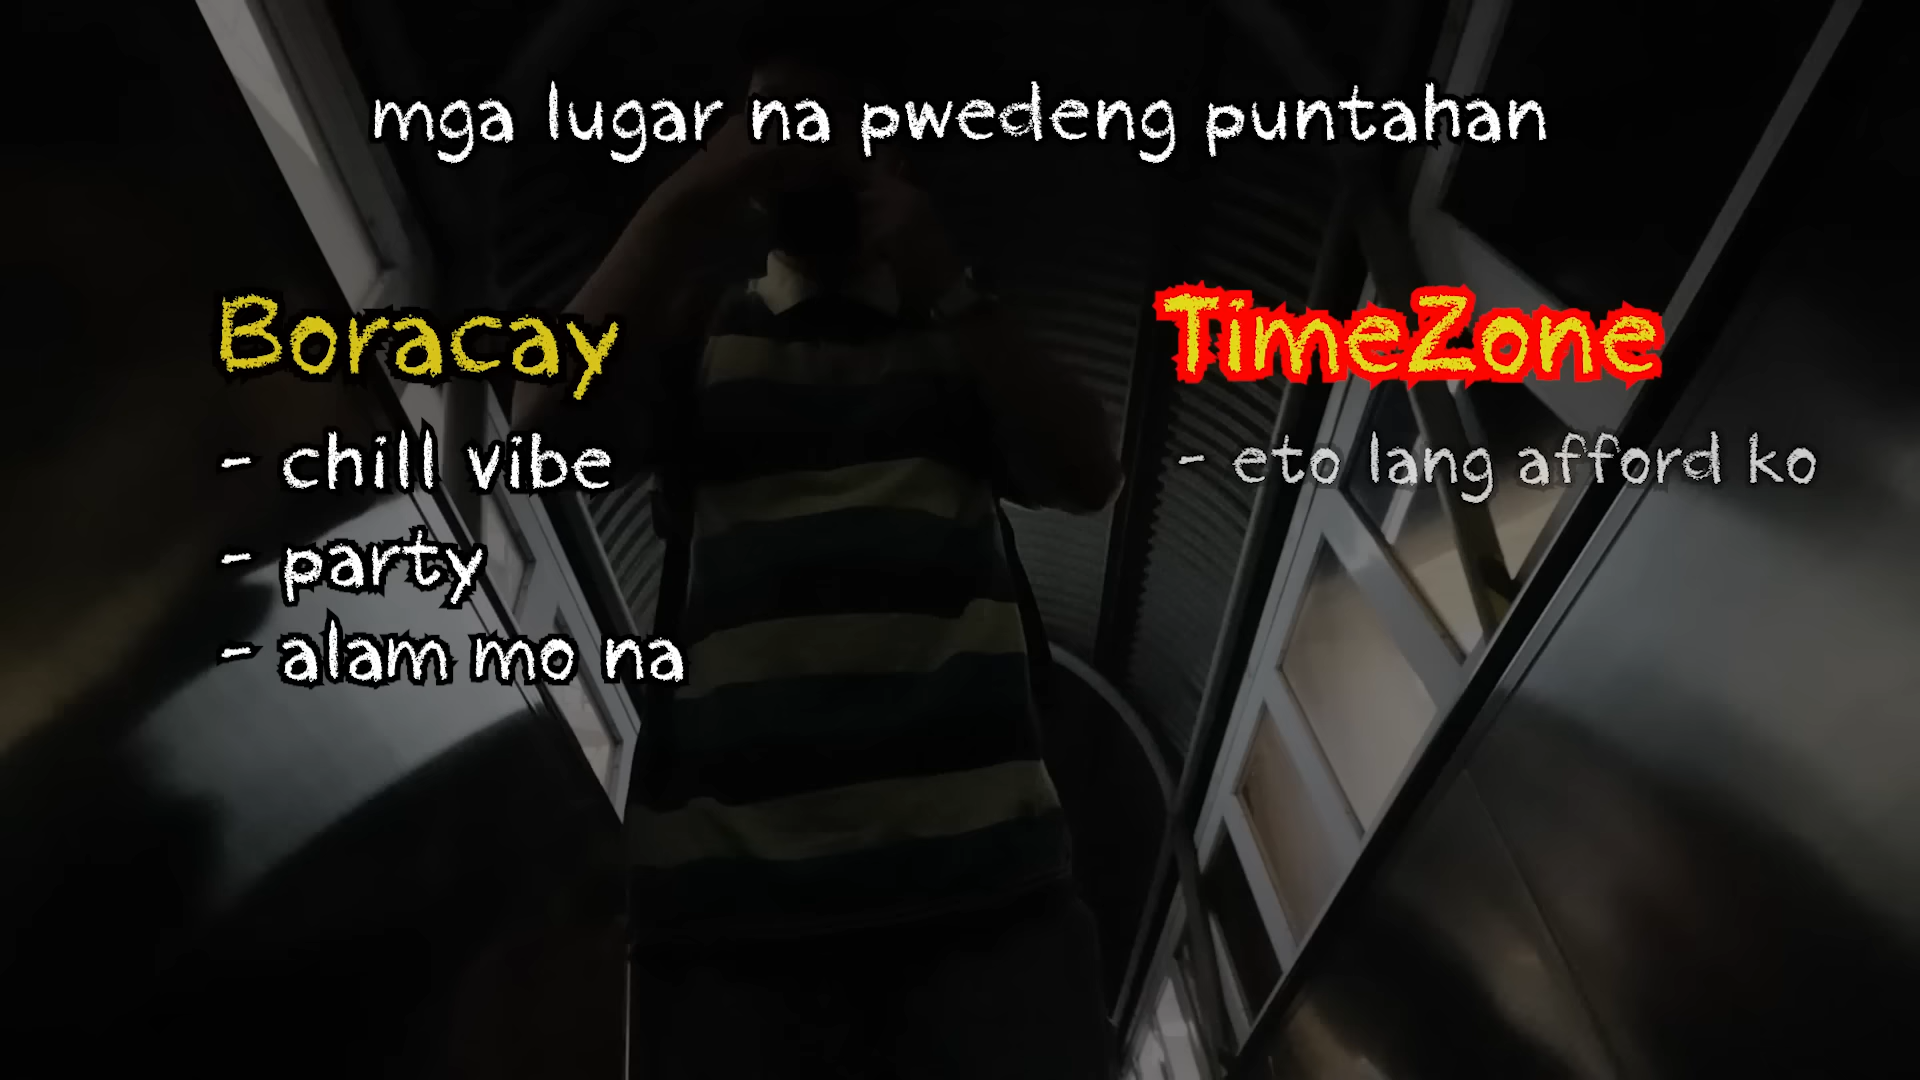 mga lugar na pwedeng puntahan
Boracay
- chill vibe
- party
- alam mo na
TimeZone
- eto lang afford ko